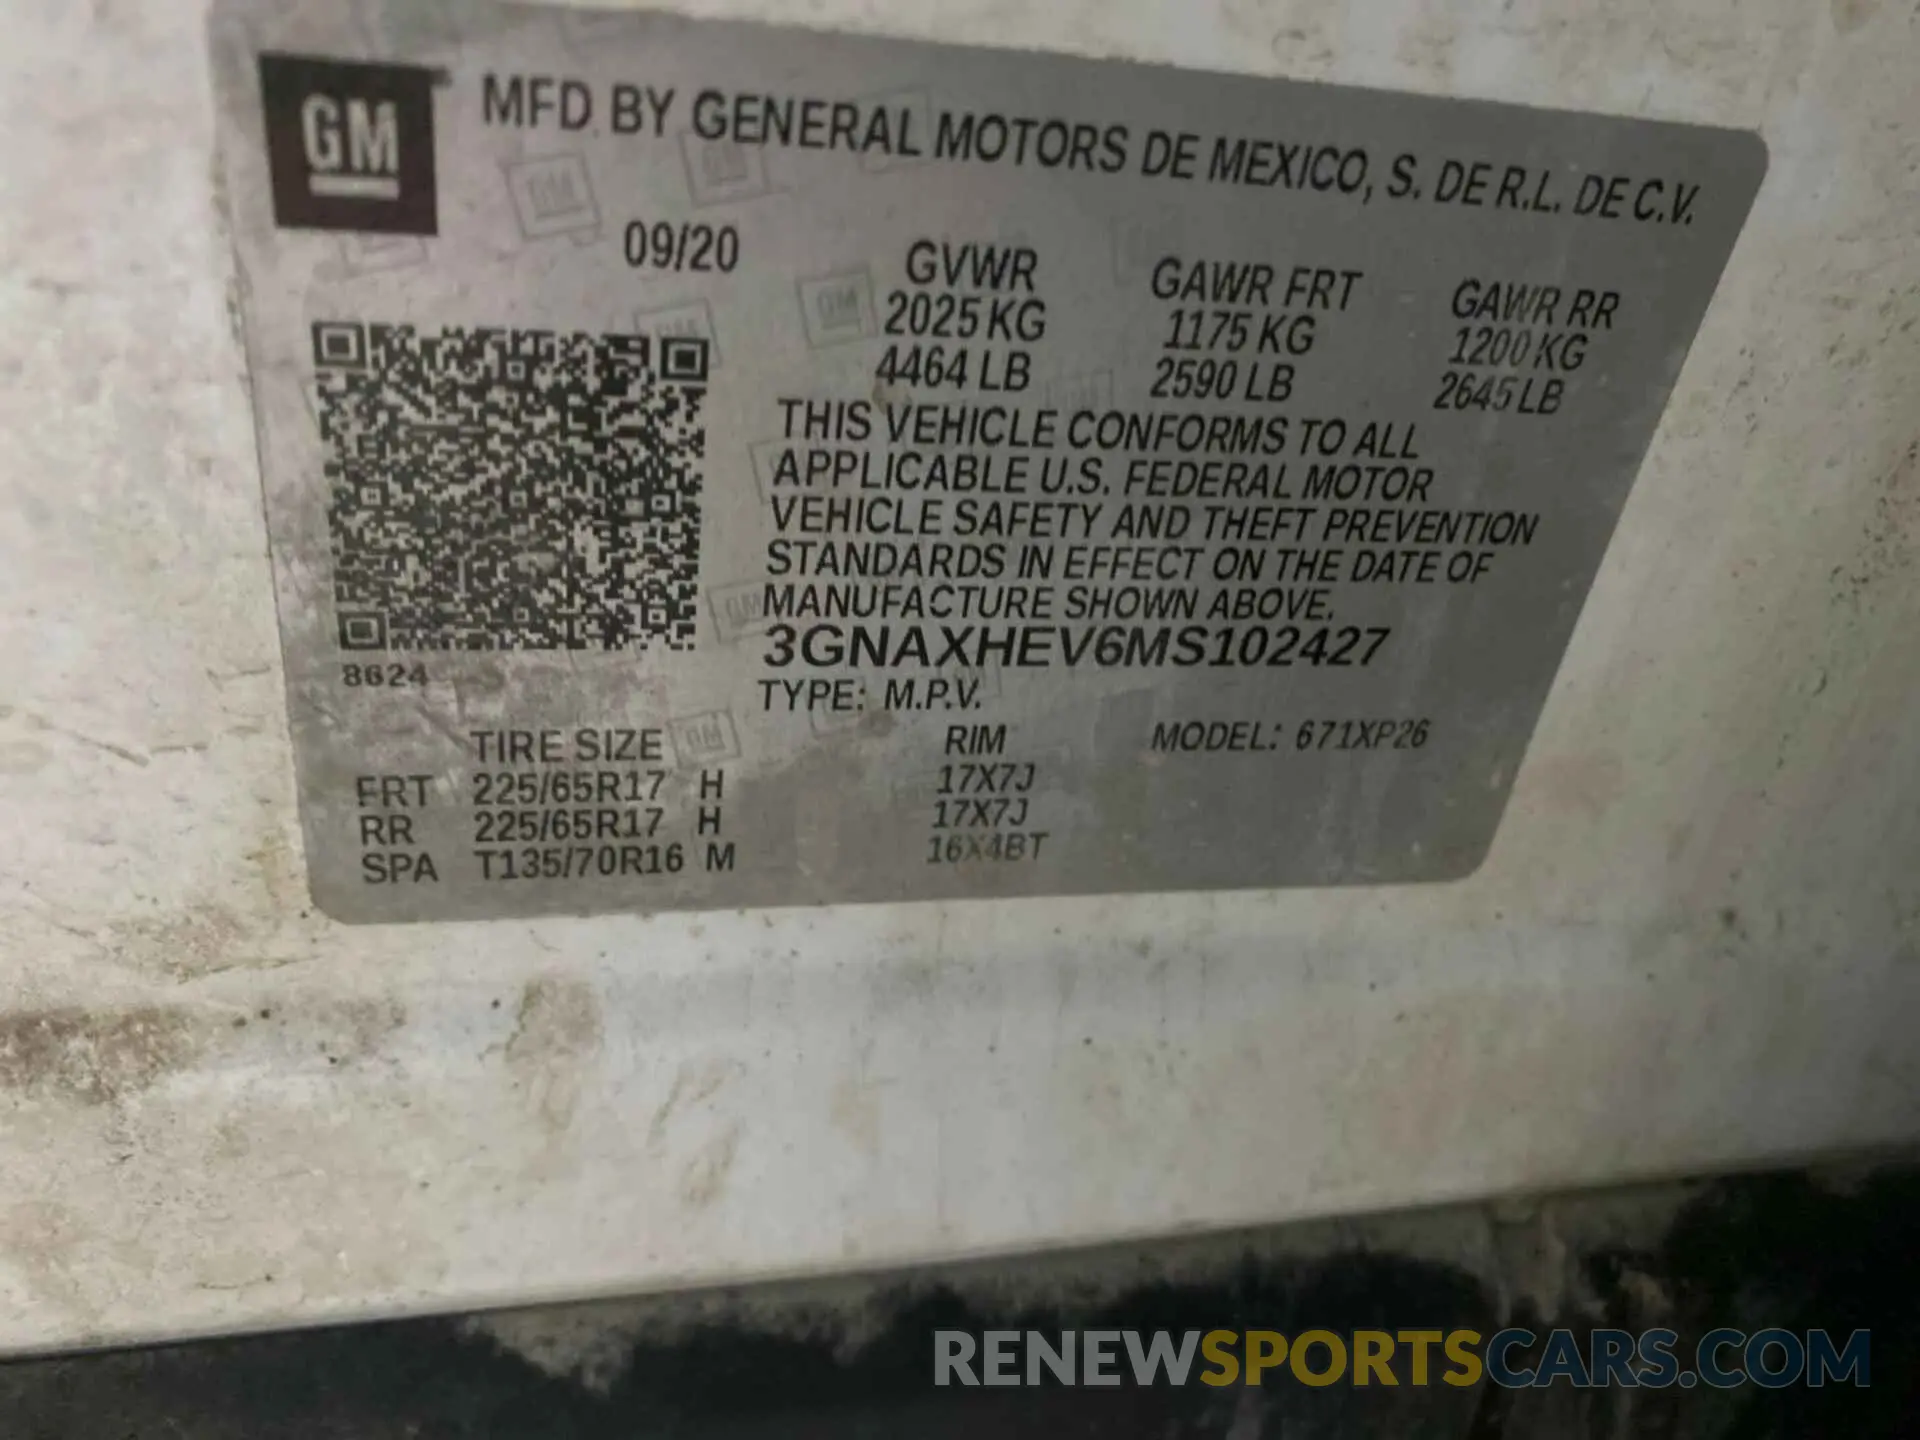 GM
MFD BY GENERAL MOTORS DE MEXICO, S. DE R.L. DE C.V.
09/20
GVWR GAWR FRT GAWR RR
2025 KG 1175 KG 1200 KG
4464 LB 2590 LB 2645 LB
THIS VEHICLE CONFORMS TO ALL
APPLICABLE U.S. FEDERAL MOTOR
VEHICLE SAFETY AND THEFT PREVENTION
STANDARDS IN EFFECT ON THE DATE OF
MANUFACTURE SHOWN ABOVE.
3GNAXHEV6MS102427
8624
TYPE: M.P.V.
TIRE SIZE RIM MODEL: 671XP26
FRT 225/65R17 H 17X7J
RR 225/65R17 H 17X7J
SPA T135/70R16 M 16X4BT
RENEWSPORTSCARS.COM